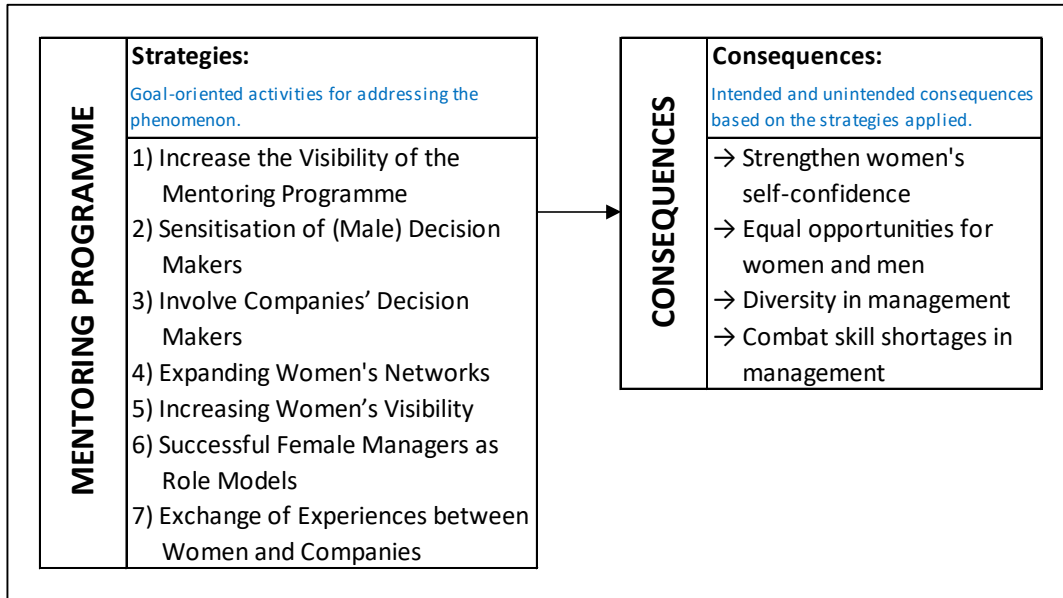 MENTORING PROGRAMME
Strategies:
Goal-oriented activities for addressing the
phenomenon.
1) Increase the Visibility of the
Mentoring Programme
2) Sensitisation of (Male) Decision
Makers
3) Involve Companies’ Decision
Makers
4) Expanding Women's Networks
5) Increasing Women’s Visibility
6) Successful Female Managers as
Role Models
7) Exchange of Experiences between
Women and Companies
CONSEQUENCES
Consequences:
Intended and unintended consequences
based on the strategies applied.
→ Strengthen women's
self-confidence
→ Equal opportunities for
women and men
→ Diversity in management
→ Combat skill shortages in
management